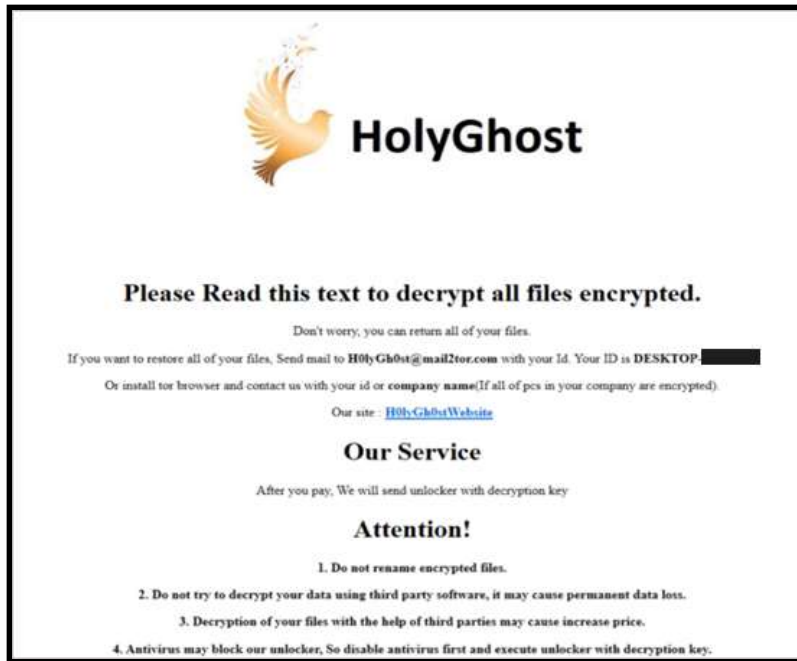 HolyGhost
Please Read this text to decrypt all files encrypted.
Don't worry, you can return all of your files.
If you want to restore all of your files, Send mail to H0lyGh0st@mail2tor.com with your Id. Your ID is DESKTOP-
Or install tor browser and contact us with your id or company name(If all of pcs in your company are encrypted).
Our site : H0lyGh0stWebsite
Our Service
After you pay, We will send unlocker with decryption key
Attention!
1. Do not rename encrypted files.
2. Do not try to decrypt your data using third party software, it may cause permanent data loss.
3. Decryption of your files with the help of third parties may cause increase price.
4. Antivirus may block our unlocker, So disable antivirus first and execute unlocker with decryption key.